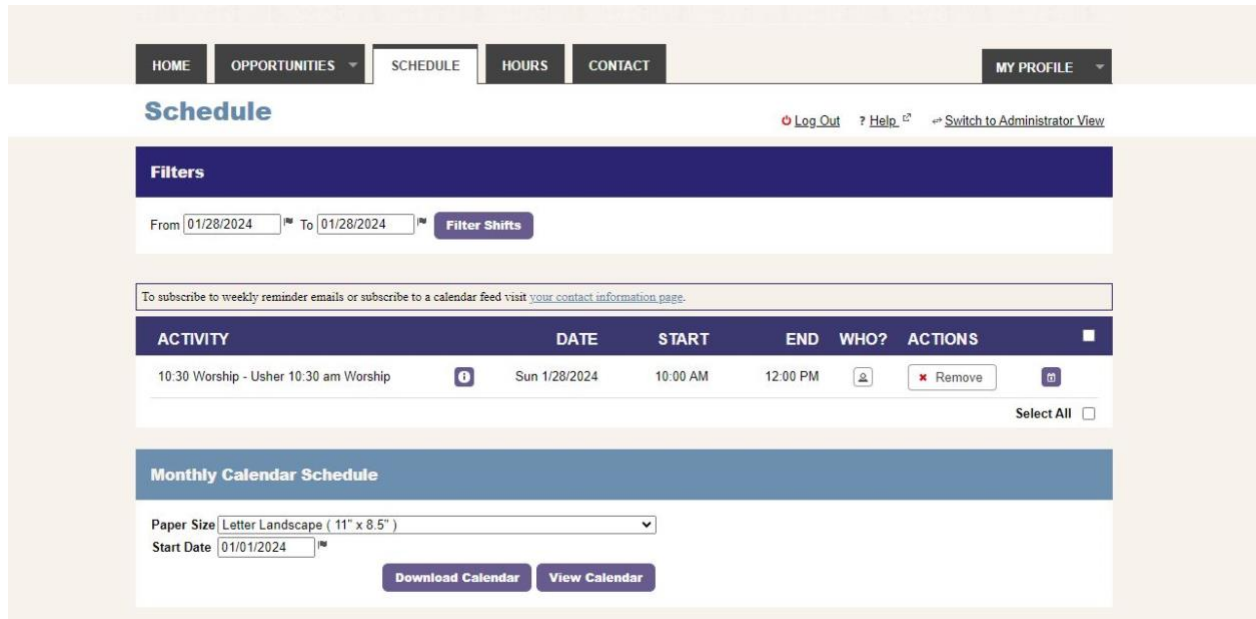 HOME OPPORTUNITIES SCHEDULE HOURS CONTACT MY PROFILE
Schedule
Log Out ? Help Switch to Administrator View
Filters
From 01/28/2024 To 01/28/2024 Filter Shifts
To subscribe to weekly reminder emails or subscribe to a calendar feed visit your contact information page.
ACTIVITY DATE START END WHO? ACTIONS
10:30 Worship - Usher 10:30 am Worship Sun 1/28/2024 10:00 AM 12:00 PM Remove
Select All
Monthly Calendar Schedule
Paper Size Letter Landscape ( 11" x 8.5" )
Start Date 01/01/2024
Download Calendar View Calendar